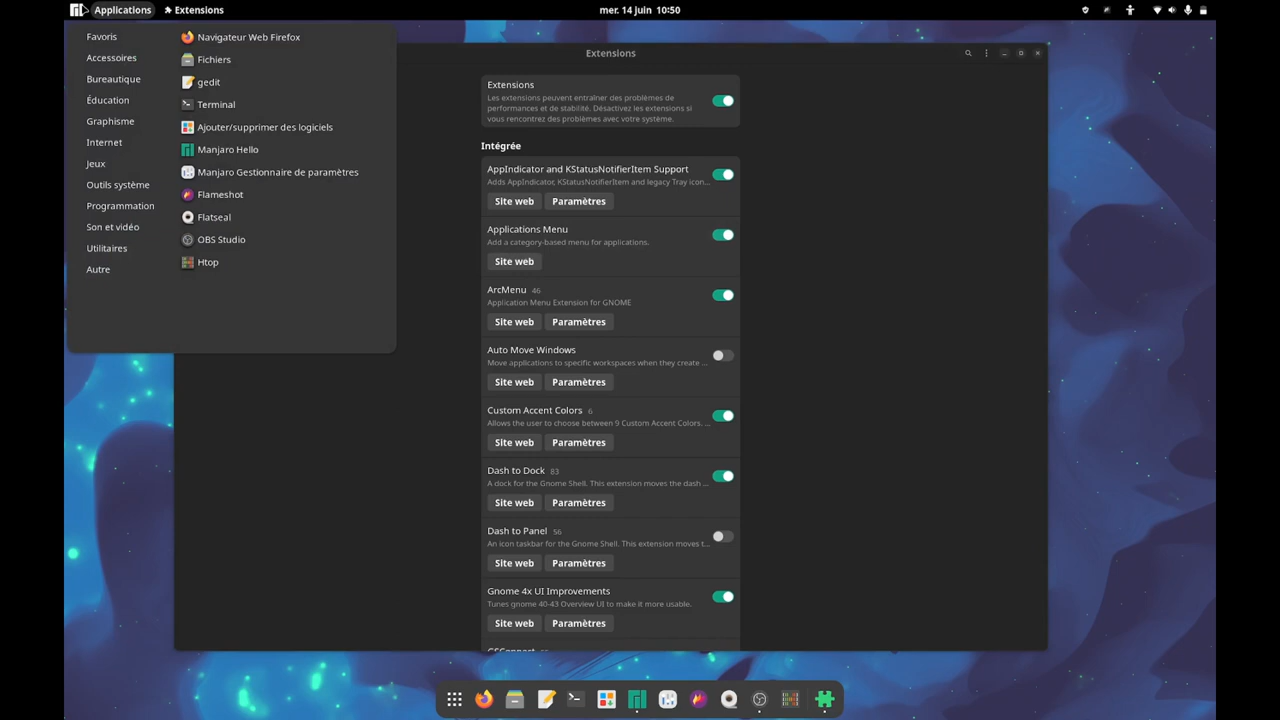 Applications
Extensions
mer. 14 juin 10:50
Favoris
Accessoires
Bureautique
Éducation
Graphisme
Internet
Jeux
Outils système
Programmation
Son et vidéo
Utilitaires
Autre
Navigateur Web Firefox
Fichiers
gedit
Terminal
Ajouter/supprimer des logiciels
Manjaro Hello
Manjaro Gestionnaire de paramètres
Flameshot
Flatseal
OBS Studio
Htop
Extensions
Extensions
Les extensions peuvent entraîner des problèmes de
performances et de stabilité. Désactivez les extensions si
vous rencontrez des problèmes avec votre système.
Intégrée
AppIndicator and KStatusNotifierItem Support
Adds AppIndicator, KStatusNotifierItem and legacy Tray icon...
Site web Paramètres
Applications Menu
Add a category-based menu for applications.
Site web
ArcMenu 46
Application Menu Extension for GNOME
Site web Paramètres
Auto Move Windows
Move applications to specific workspaces when they create ...
Site web Paramètres
Custom Accent Colors 6
Allows the user to choose between 9 Custom Accent Colors. ...
Site web Paramètres
Dash to Dock 83
A dock for the Gnome Shell. This extension moves the dash ...
Site web Paramètres
Dash to Panel 56
An icon taskbar for the Gnome Shell. This extension moves t...
Site web Paramètres
Gnome 4x UI Improvements
Tunes gnome 40-43 Overview UI to make it more usable.
Site web Paramètres
GSConnect